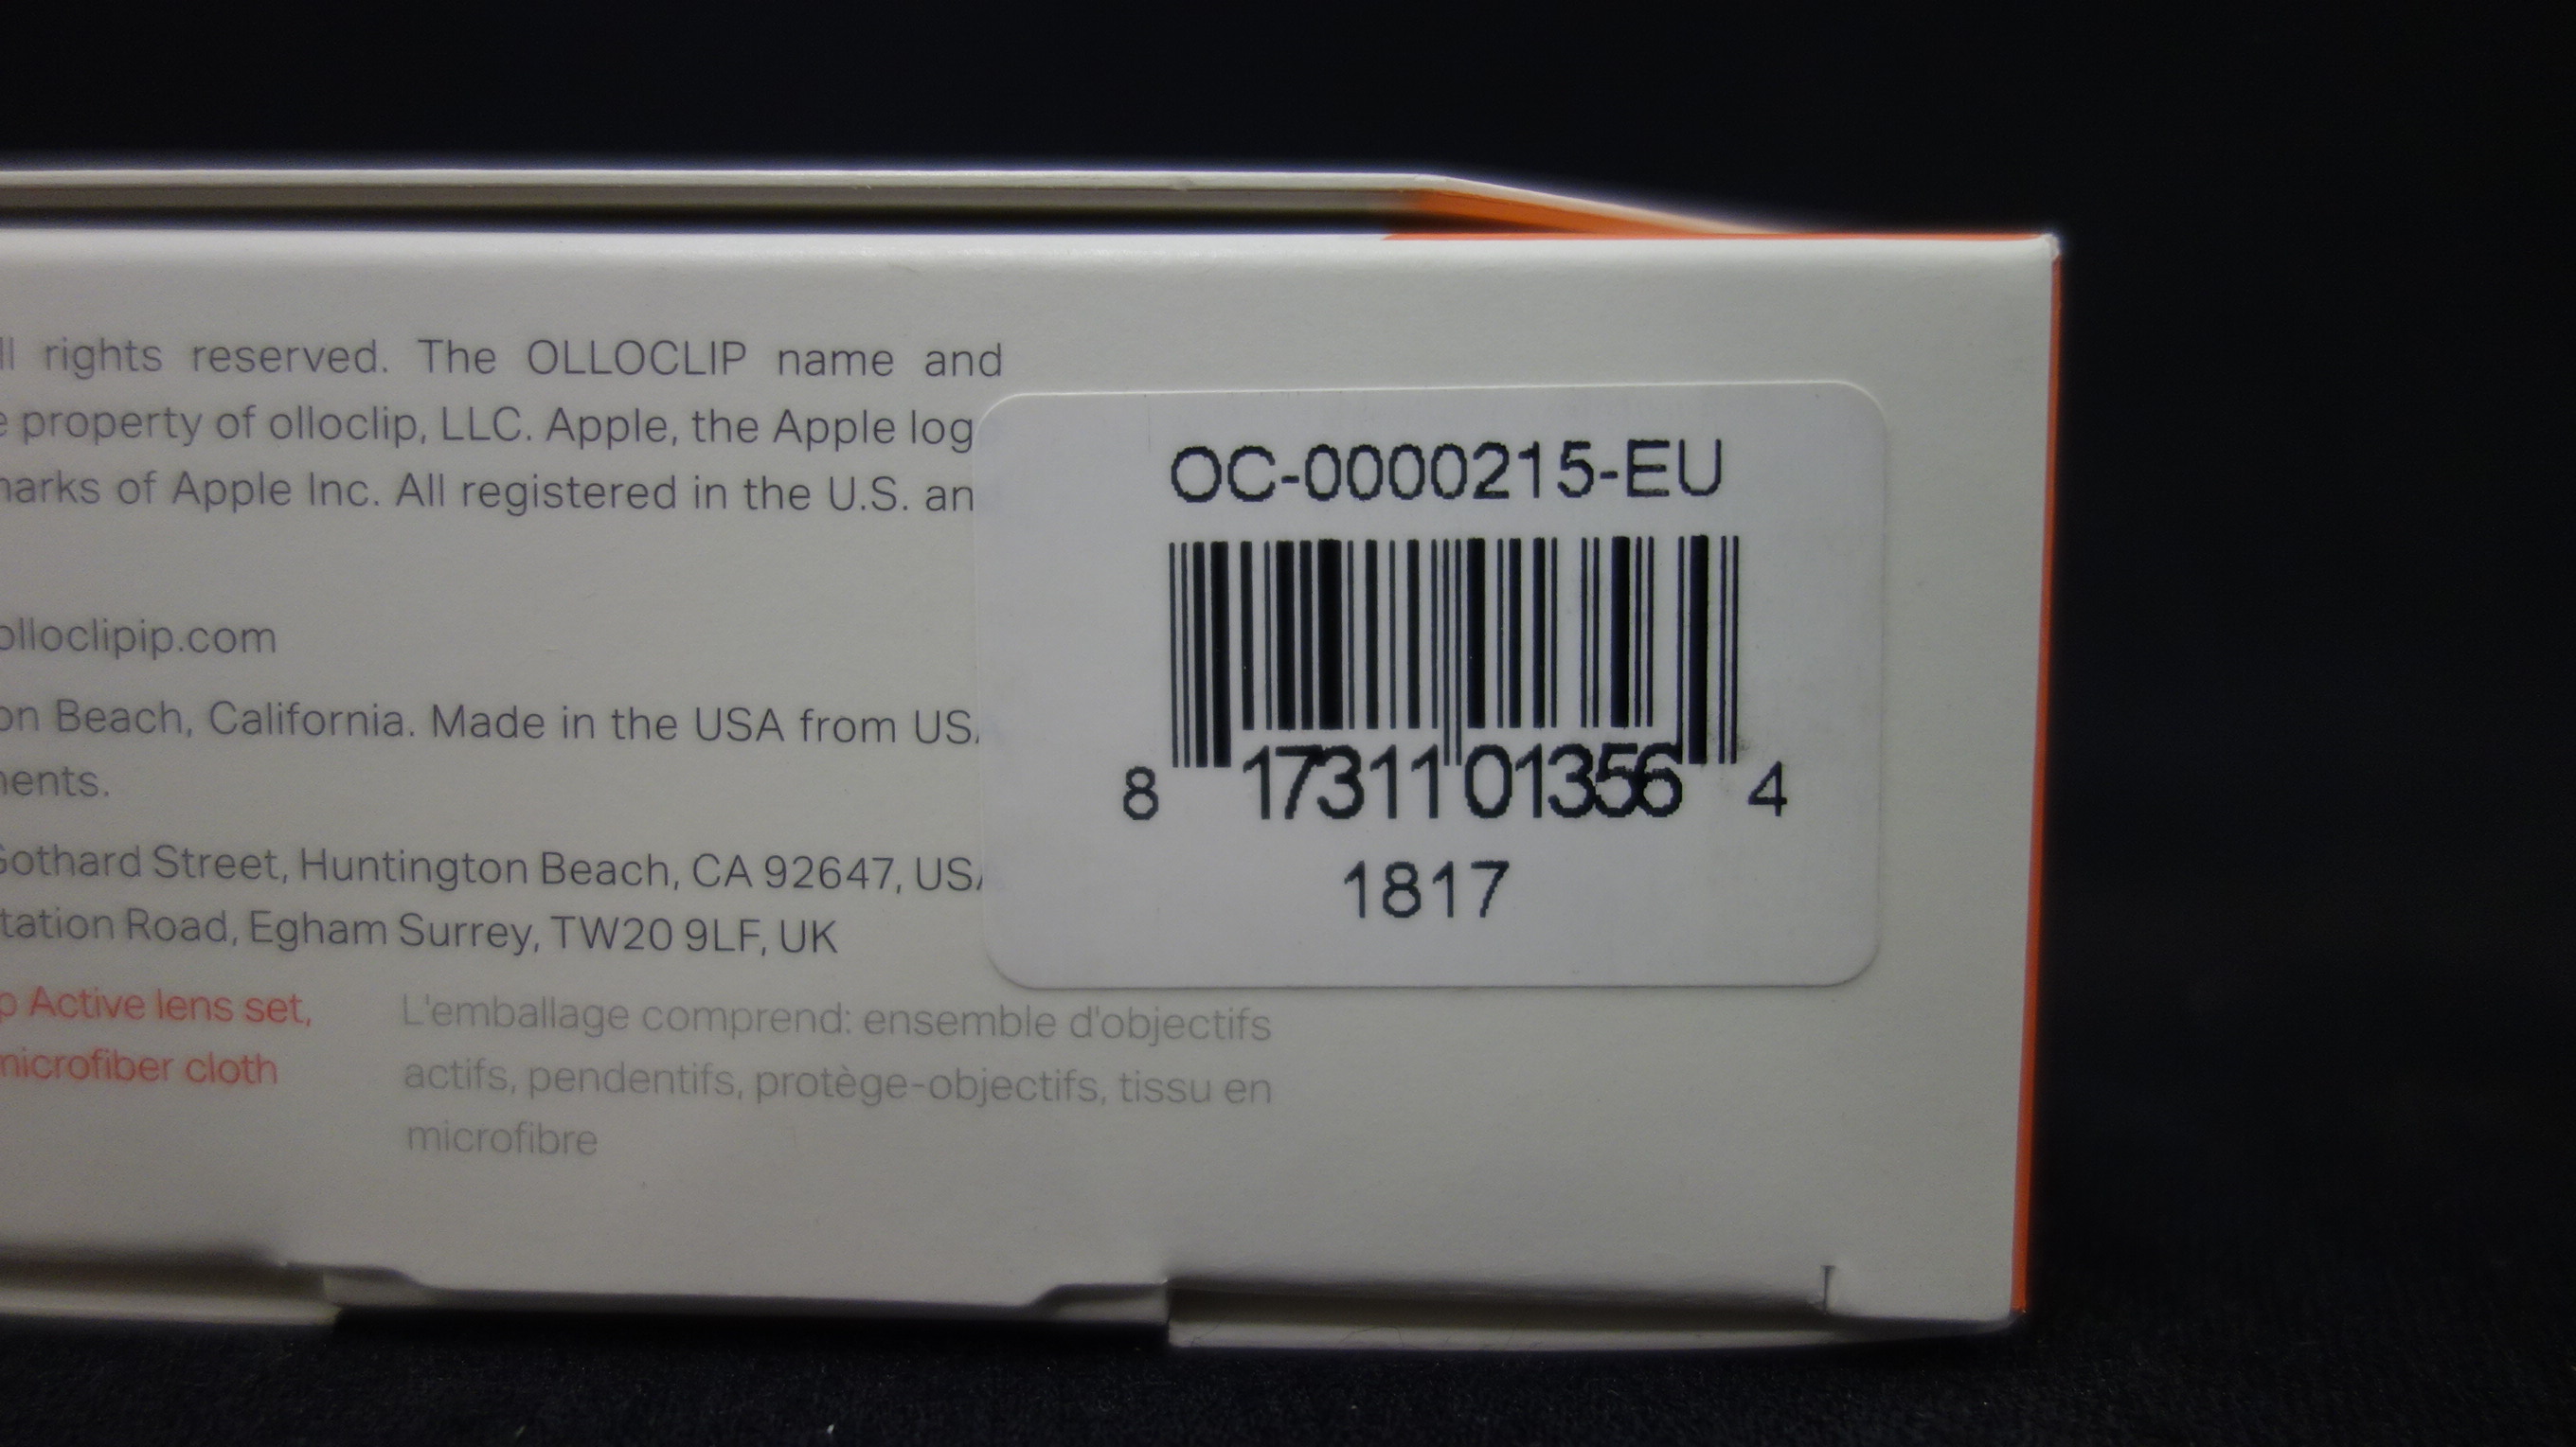 ll rights reserved. The OLLOCLIP name and
e property of olloclip, LLC. Apple, the Apple log
narks of Apple Inc. All registered in the U.S. an
olloclipip.com
on Beach, California. Made in the USA from US
nents.
Gothard Street, Huntington Beach, CA 92647, USA
tation Road, Egham Surrey, TW20 9LF, UK
p Active lens set,
microfiber cloth
L'emballage comprend: ensemble d'objectifs
actifs, pendentifs, protège-objectifs, tissu en
microfibre
OC-0000215-EU
8 17311 01356 4
1817